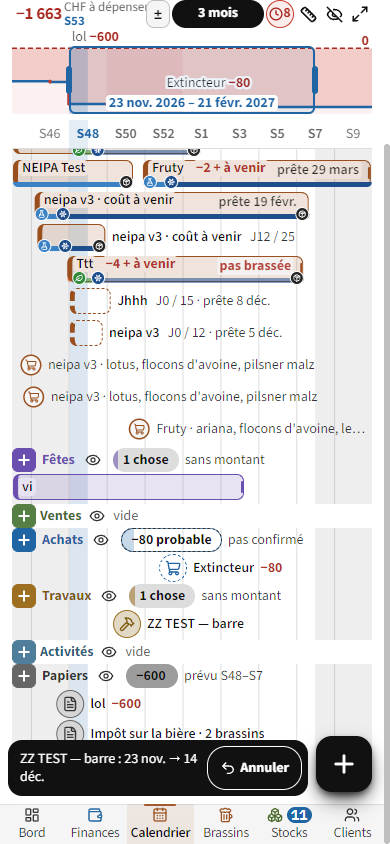 −1 663 CHF à dépenser S53
± 3 mois 8
lol −600
0
Extincteur −80
23 nov. 2026 – 21 févr. 2027
S46 S48 S50 S52 S1 S3 S5 S7 S9
NEIPA Test Fruty −2 + à venir prête 29 mars
neipa v3 · coût à venir prête 19 févr.
neipa v3 · coût à venir J12 / 25
Ttt −4 + à venir pas brassée
Jhhh J0 / 15 · prête 8 déc.
neipa v3 J0 / 12 · prête 5 déc.
neipa v3 · lotus, flocons d'avoine, pilsner malz
neipa v3 · lotus, flocons d'avoine, pilsner malz
Fruty · ariana, flocons d'avoine, le…
Fêtes 1 chose sans montant
vi
Ventes vide
Achats −80 probable pas confirmé
Extincteur −80
Travaux 1 chose sans montant
ZZ TEST — barre
Activités vide
Papiers −600 prévu S48–S7
lol −600
Impôt sur la bière · 2 brassins
ZZ TEST — barre : 23 nov. → 14 déc.
Annuler
+
Bord Finances Calendrier Brassins Stocks 11 Clients